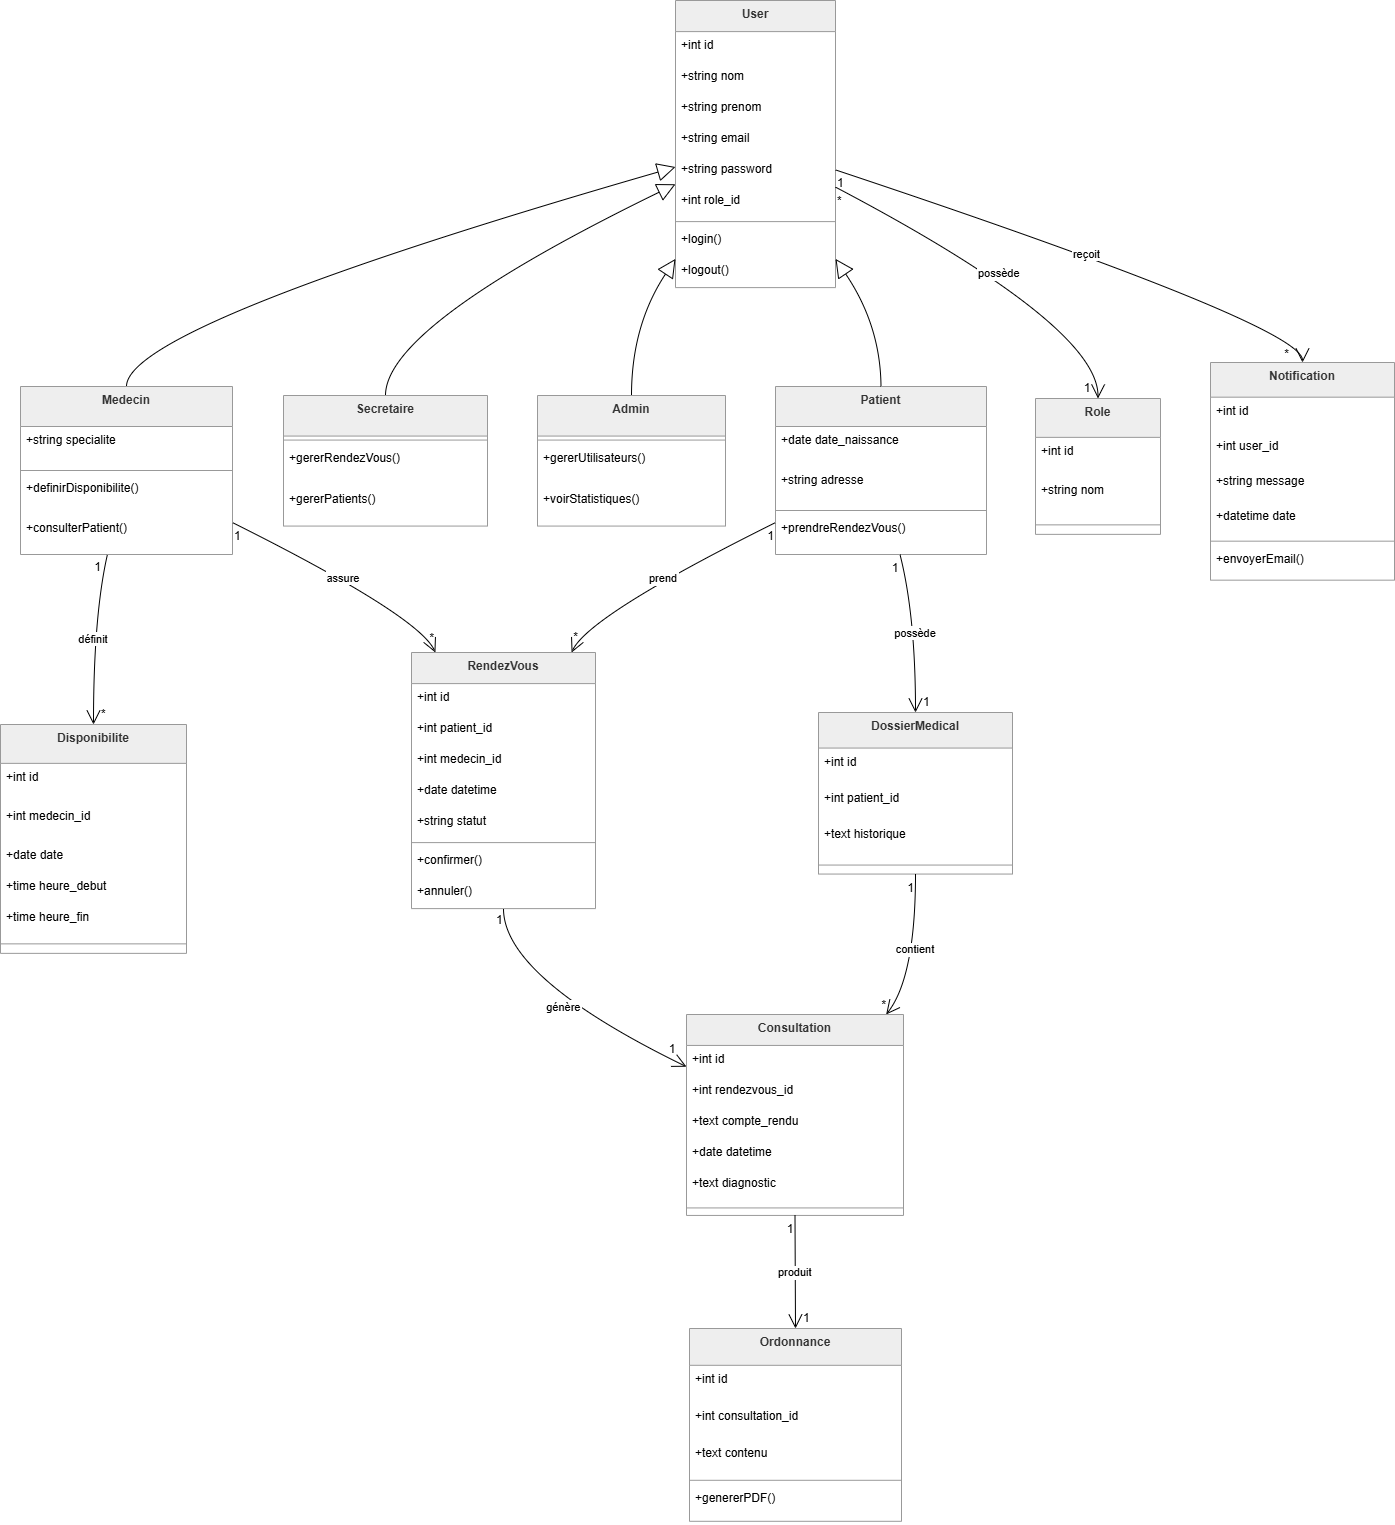 User
+int id
+string nom
+string prenom
+string email
+string password
+int role_id
+login()
+logout()
1
*
reçoit
possède
1
*
Medecin
+string specialite
+definirDisponibilite()
+consulterPatient()
Secretaire
+gererRendezVous()
+gererPatients()
Admin
+gererUtilisateurs()
+voirStatistiques()
Patient
+date date_naissance
+string adresse
+prendreRendezVous()
Role
+int id
+string nom
Notification
+int id
+int user_id
+string message
+datetime date
+envoyerEmail()
1
définit
*
1
assure
*
1
prend
*
1
possède
1
Disponibilite
+int id
+int medecin_id
+date date
+time heure_debut
+time heure_fin
RendezVous
+int id
+int patient_id
+int medecin_id
+date datetime
+string statut
+confirmer()
+annuler()
DossierMedical
+int id
+int patient_id
+text historique
1
génère
1
1
contient
*
Consultation
+int id
+int rendezvous_id
+text compte_rendu
+date datetime
+text diagnostic
1
produit
1
Ordonnance
+int id
+int consultation_id
+text contenu
+genererPDF()